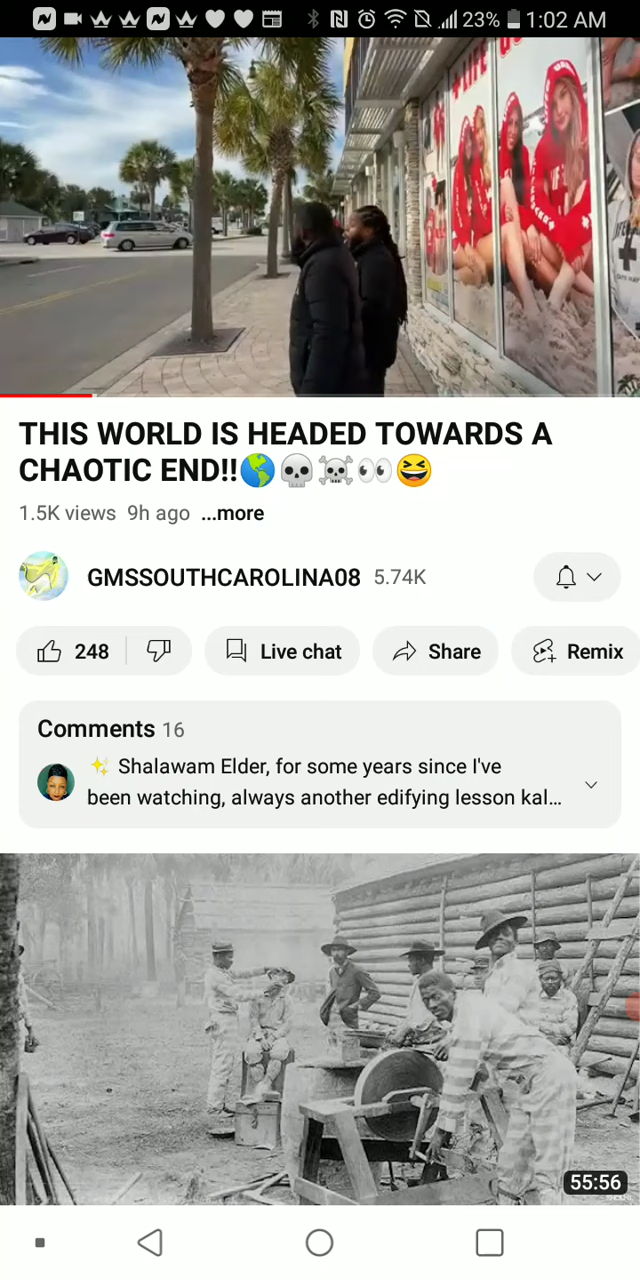 23% 1:02 AM
+LIFE
THIS WORLD IS HEADED TOWARDS A
CHAOTIC END!!🌎💀☠️👀😆
1.5K views 9h ago ...more
GMSSOUTHCAROLINA08 5.74K
248 Live chat Share Remix
Comments 16
✨ Shalawam Elder, for some years since I've
been watching, always another edifying lesson kal...
55:56